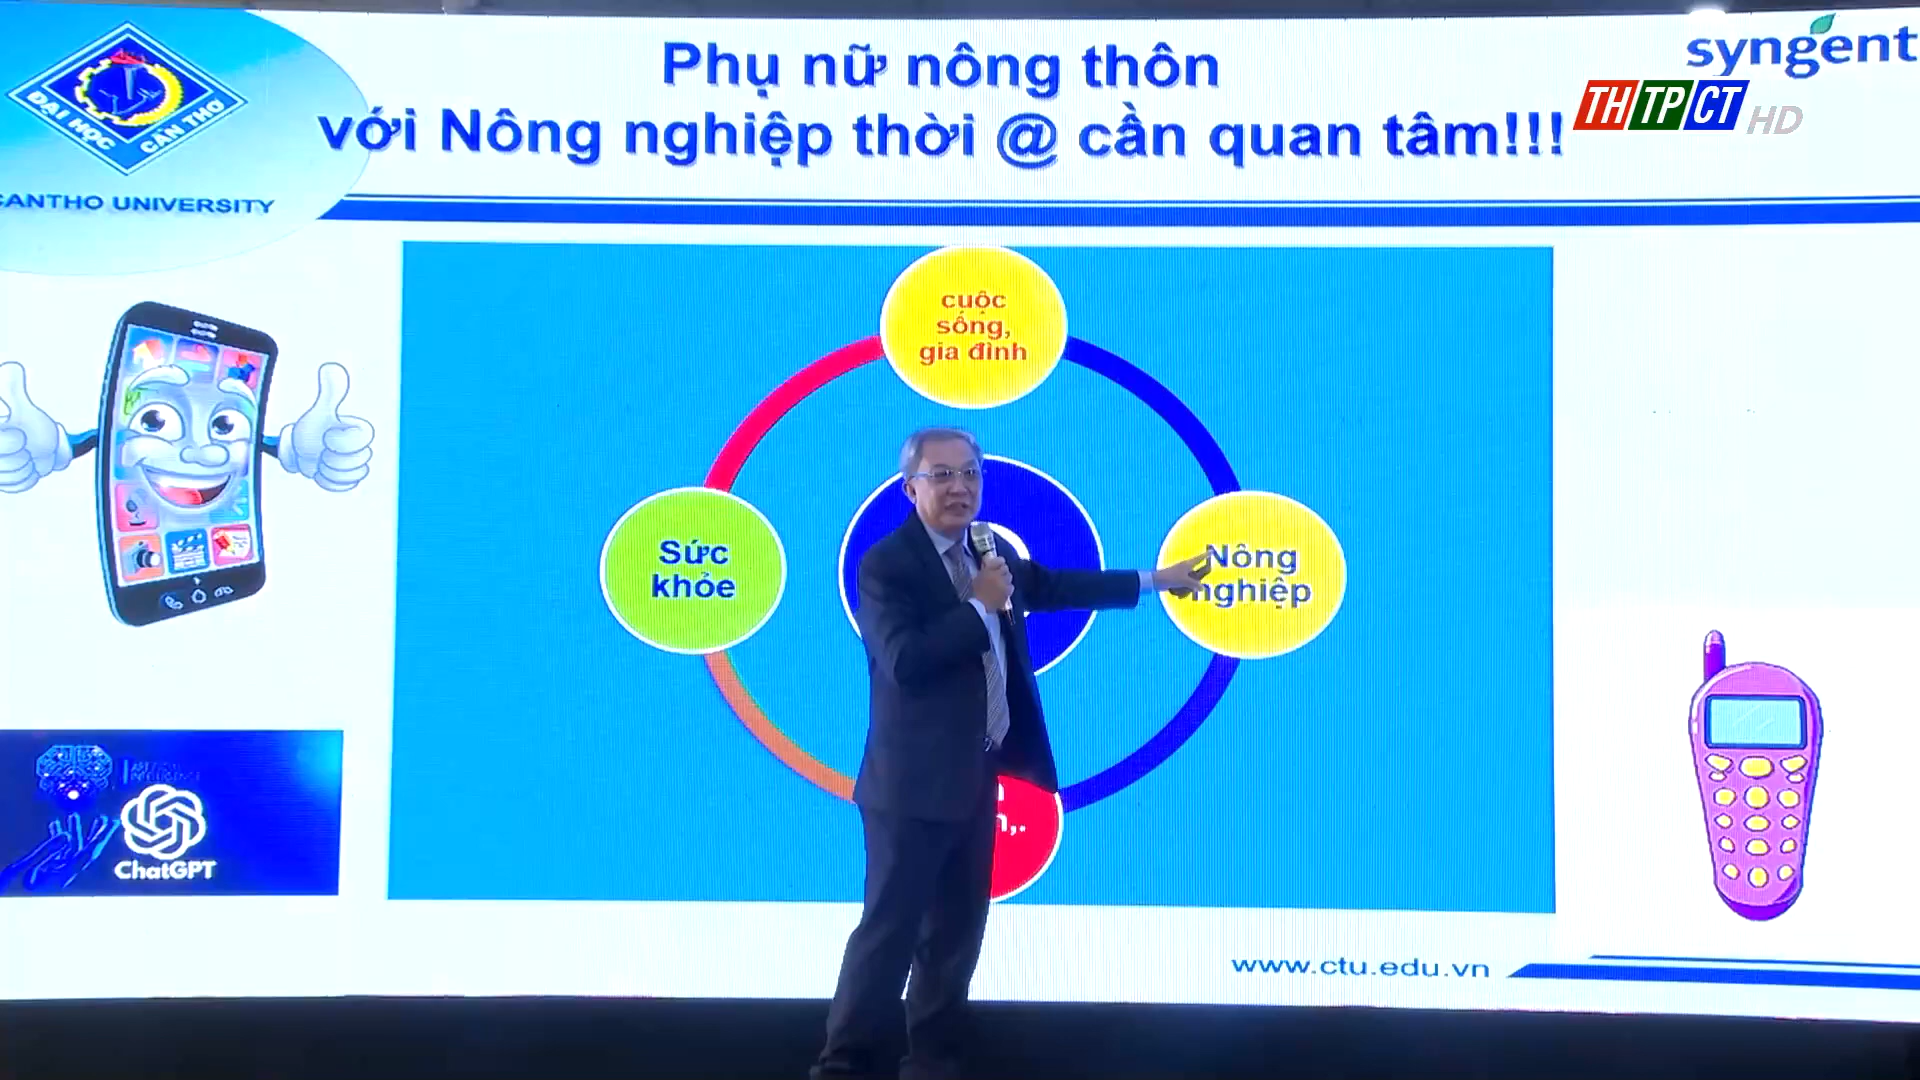 Phụ nữ nông thôn
với Nông nghiệp thời @ cần quan tâm!!!
syngent
THTPCT HD
ĐẠI HỌC CẦN THƠ
CANTHO UNIVERSITY
cuộc
sống,
gia đình
Sức
khỏe
Nông
nghiệp
ChatGPT
www.ctu.edu.vn